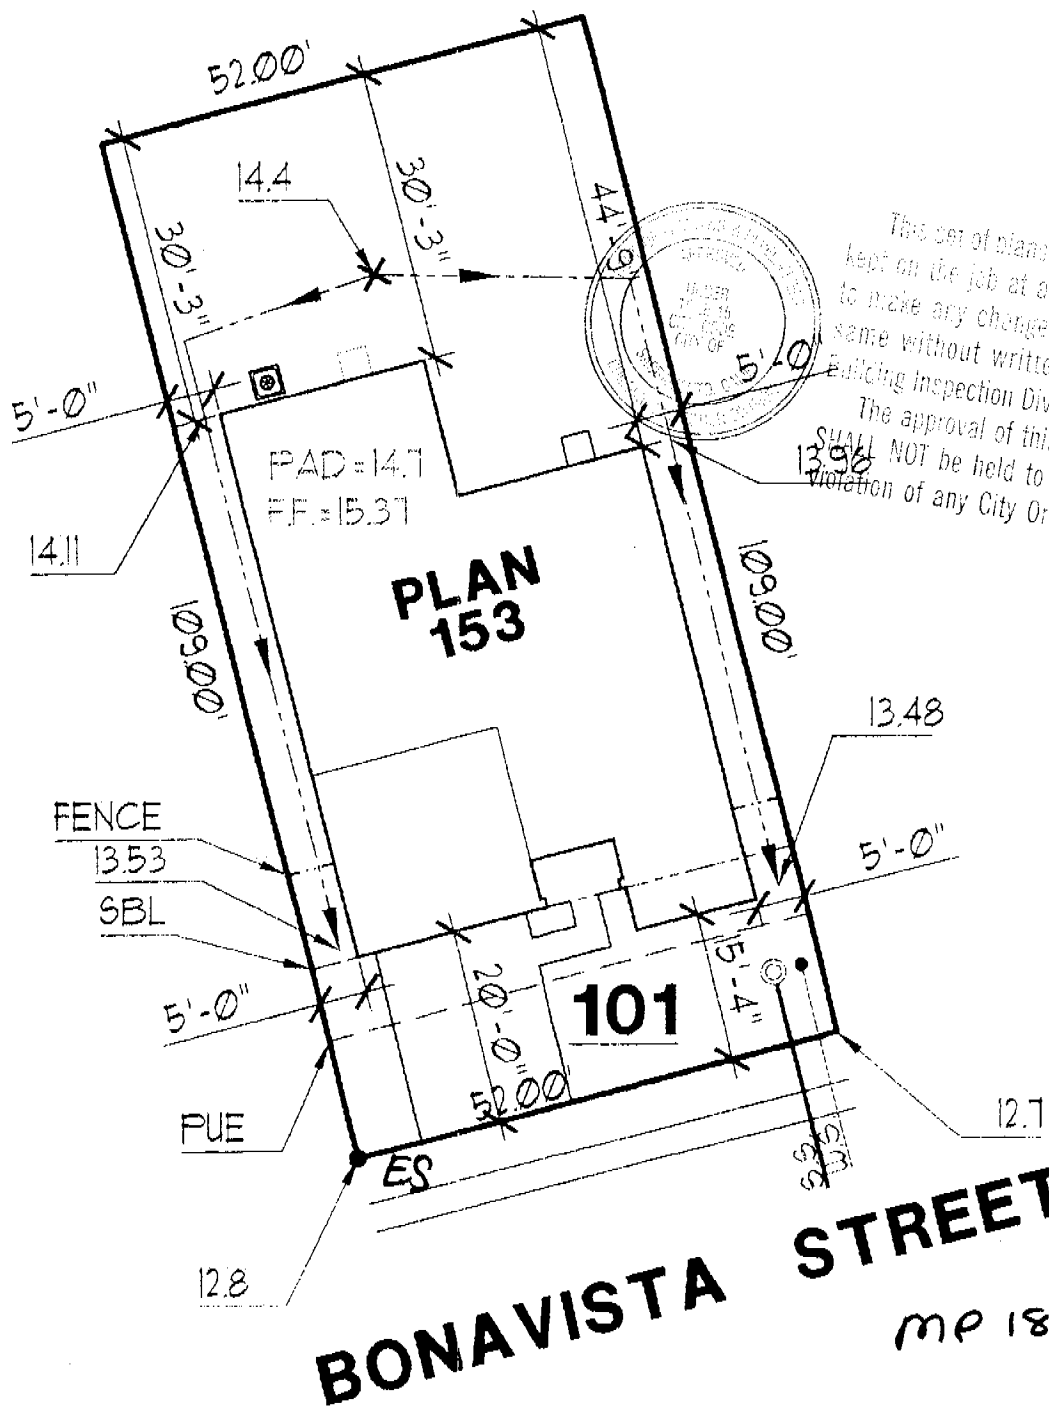 52.00'
14.4
30'-3"
30'-3"
44'-9
This set of plans
kept on the job at a
to make any change
same without writte
Building Inspection Div
The approval of this
SHALL NOT be held to
violation of any City Or
5'-0"
5'-0"
13.96
PAD=14.7
F.F.=15.37
14.11
PLAN
153
109.00'
109.00'
13.48
FENCE
13.53
SBL
5'-0"
5'-0"
15'-4"
20'-0"
101
52.00'
PUE
ES
12.7
SS
12.8
BONAVISTA STREET
MP 18